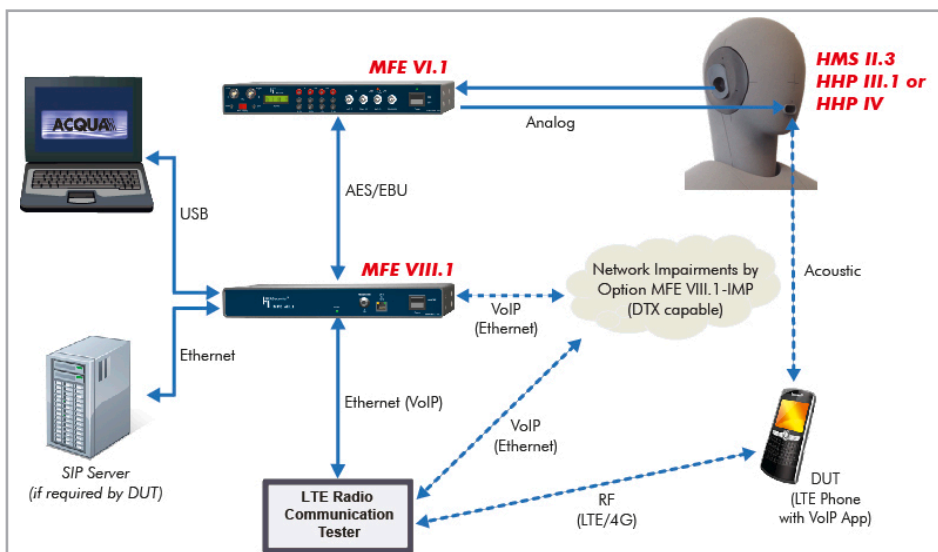 MFE VI.1
HMS II.3
HHP III.1 or
HHP IV
ACQUA
Analog
AES/EBU
USB
MFE VIII.1
Network Impairments by
Option MFE VIII.1-IMP
(DTX capable)
Acoustic
VoIP
(Ethernet)
Ethernet
Ethernet (VoIP)
VoIP
(Ethernet)
SIP Server
(if required by DUT)
LTE Radio
Communication
Tester
RF
(LTE/4G)
DUT
(LTE Phone
with VoIP App)